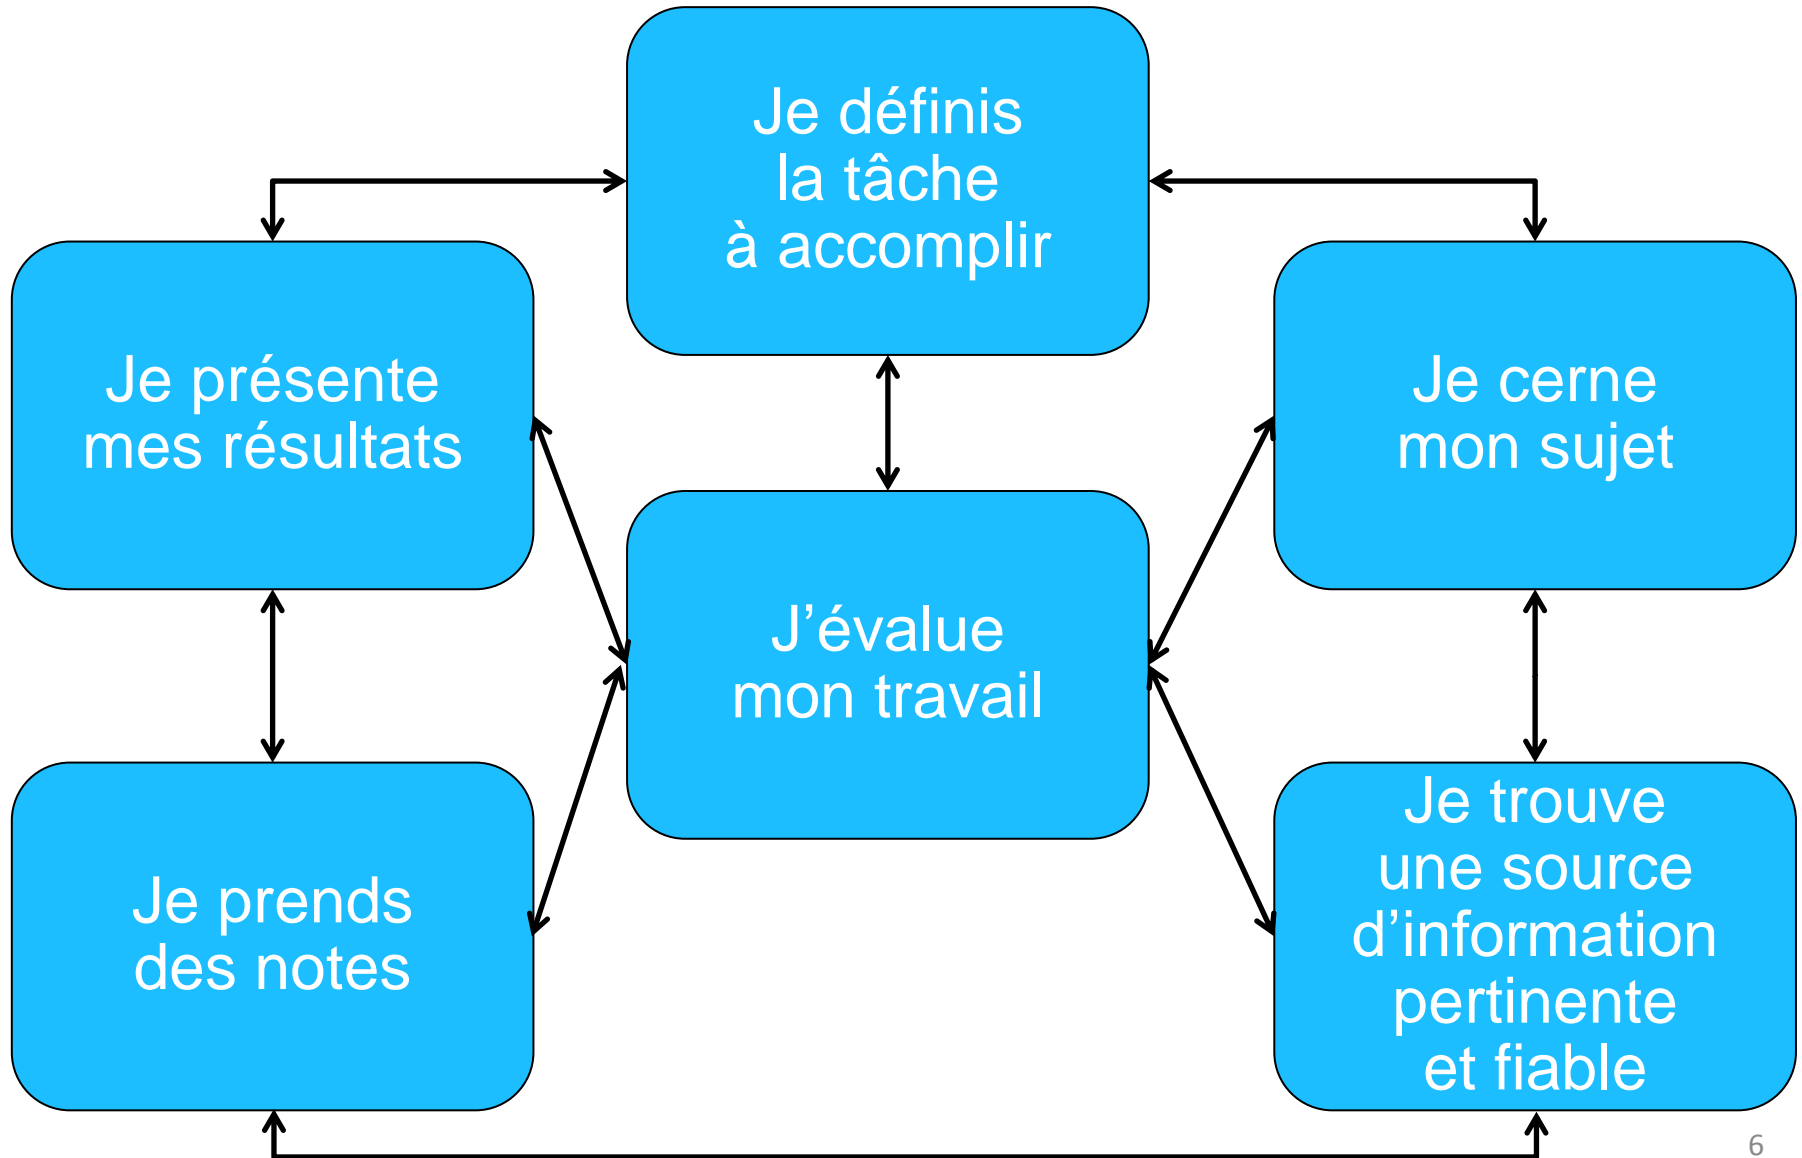 Je définis
la tâche
à accomplir
Je présente
mes résultats
Je cerne
mon sujet
J’évalue
mon travail
Je prends
des notes
Je trouve
une source
d’information
pertinente
et fiable
6